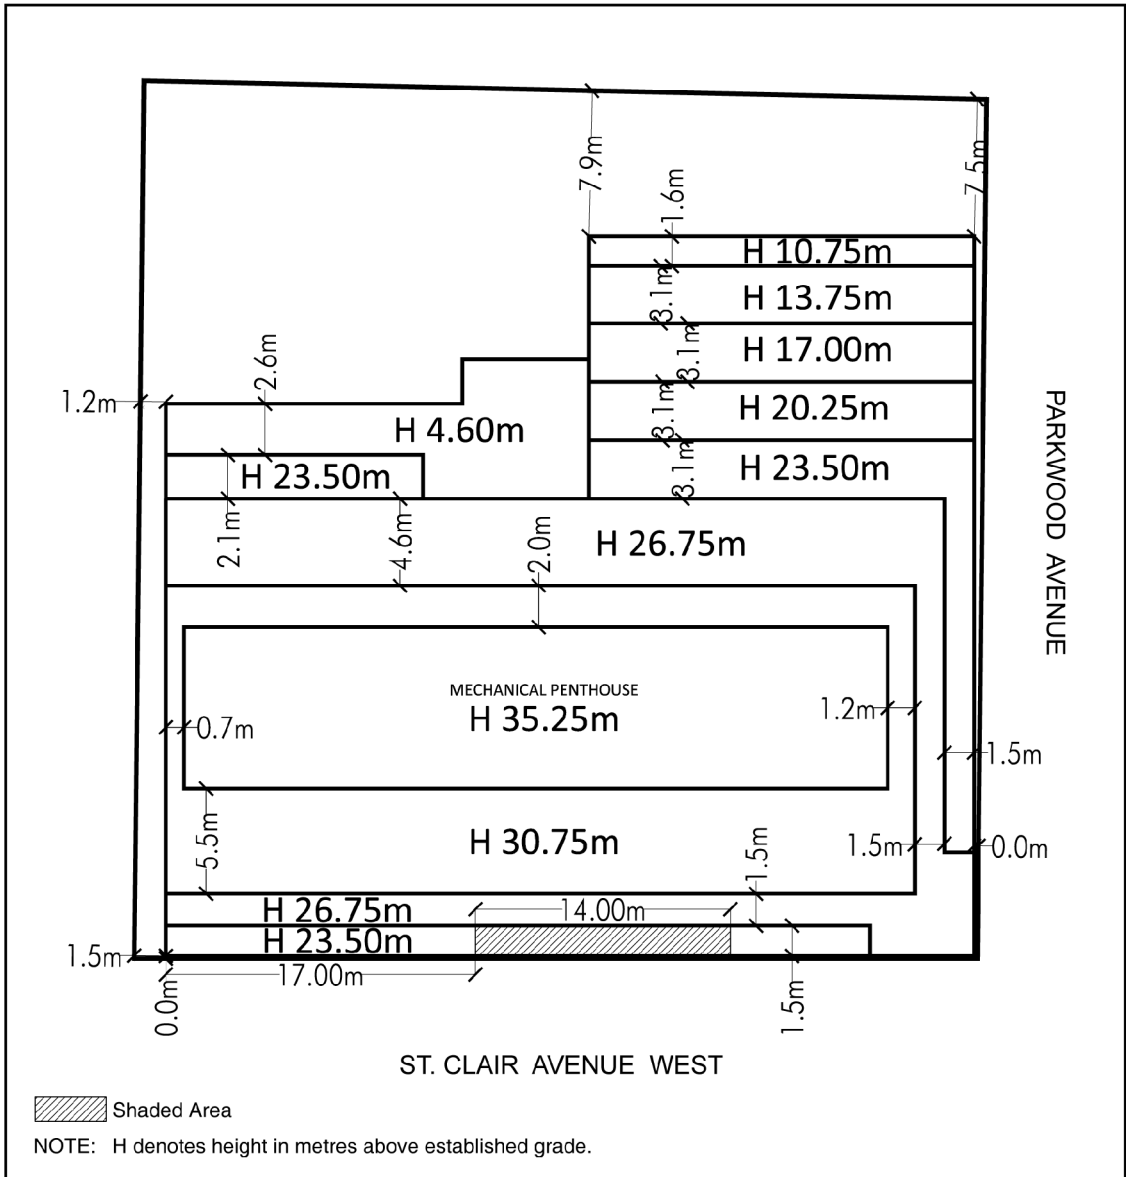 7.9m
7.5m
1.6m
H 10.75m
3.1m
H 13.75m
3.1m
H 17.00m
2.6m
1.2m
3.1m
H 20.25m
H 4.60m
3.1m
H 23.50m
H 23.50m
2.1m
4.6m
2.0m
H 26.75m
PARKWOOD AVENUE
MECHANICAL PENTHOUSE
H 35.25m
0.7m
1.2m
1.5m
5.5m
H 30.75m
1.5m
1.5m
0.0m
H 26.75m
14.00m
H 23.50m
1.5m
17.00m
0.0m
1.5m
ST. CLAIR AVENUE WEST
Shaded Area
NOTE: H denotes height in metres above established grade.